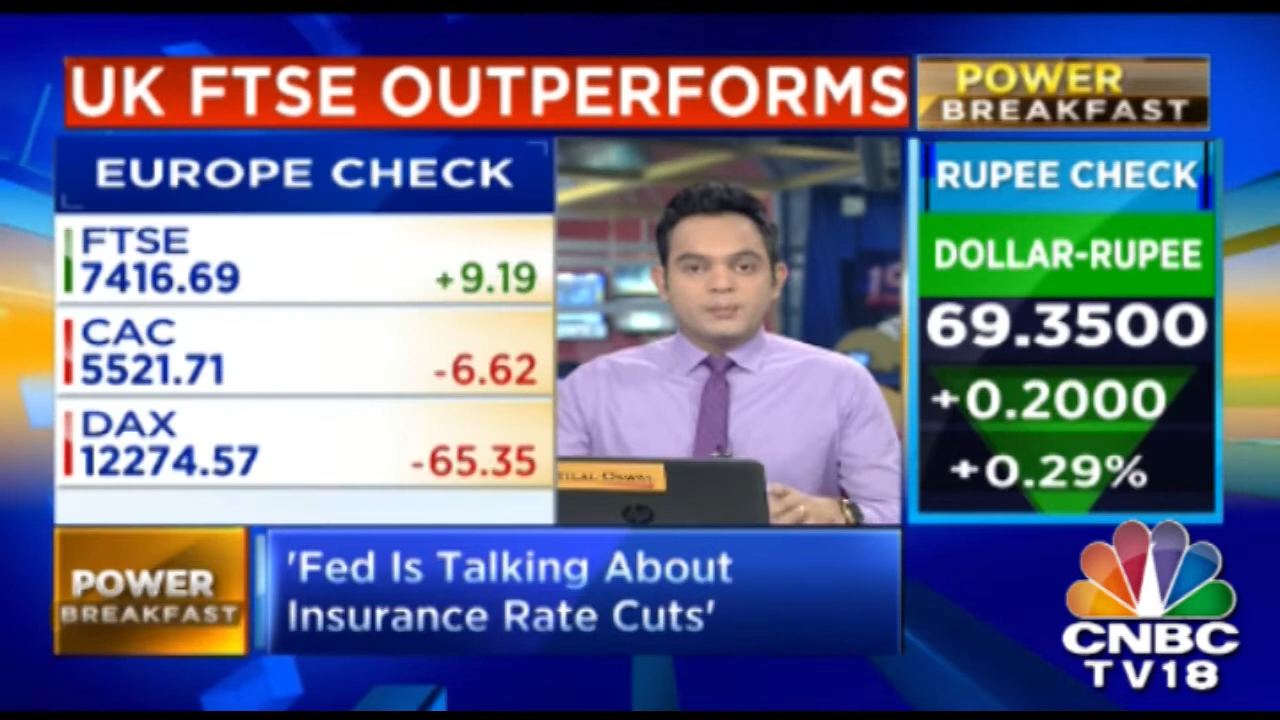 UK FTSE OUTPERFORMS
POWER
BREAKFAST
EUROPE CHECK
FTSE
7416.69 +9.19
CAC
5521.71 -6.62
DAX
12274.57 -65.35
RUPEE CHECK
DOLLAR-RUPEE
69.3500
+0.2000
+0.29%
hp
POWER
BREAKFAST
'Fed Is Talking About
Insurance Rate Cuts'
CNBC
TV18